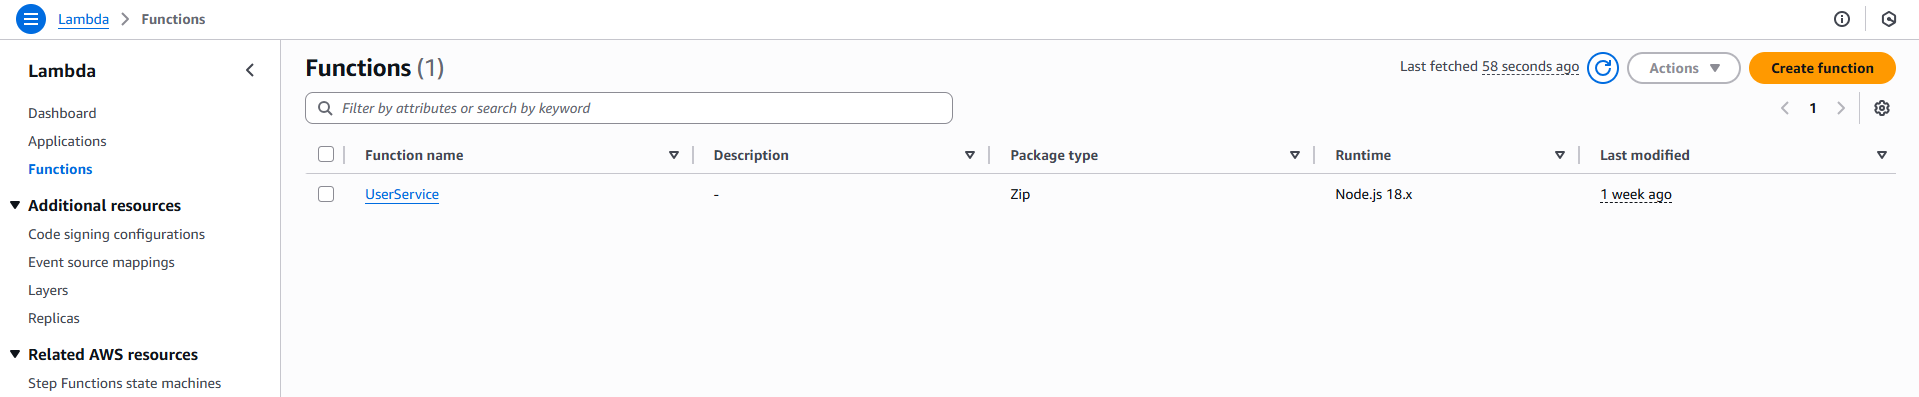 Lambda > Functions
Lambda
Dashboard
Applications
Functions
Additional resources
Code signing configurations
Event source mappings
Layers
Replicas
Related AWS resources
Step Functions state machines
Functions (1)
Last fetched 58 seconds ago
Actions
Create function
Filter by attributes or search by keyword
1
Function name Description Package type Runtime Last modified
UserService - Zip Node.js 18.x 1 week ago